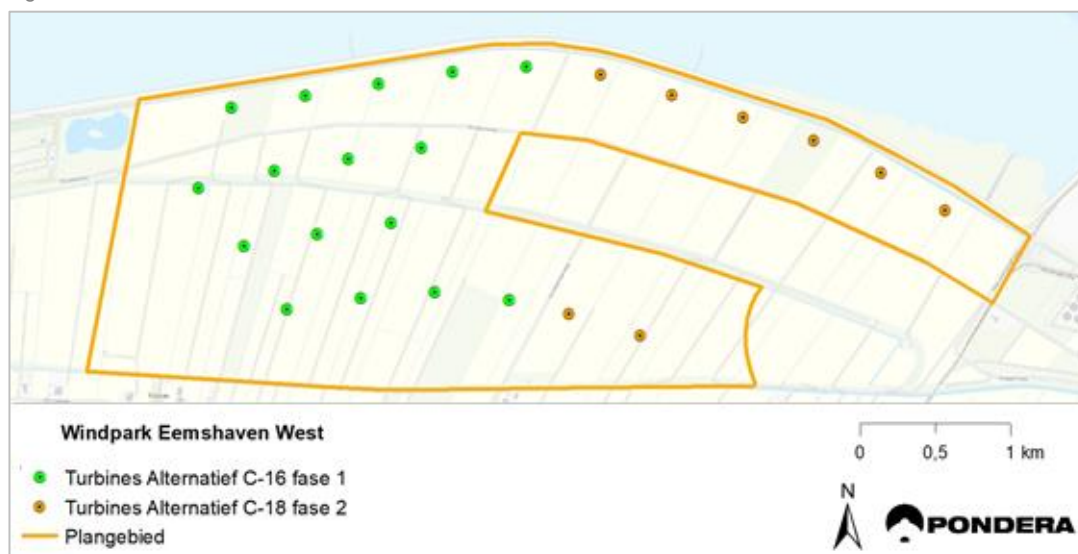 Windpark Eemshaven West
Turbines Alternatief C-16 fase 1
Turbines Alternatief C-18 fase 2
Plangebied
0 0,5 1 km
N
PONDERA